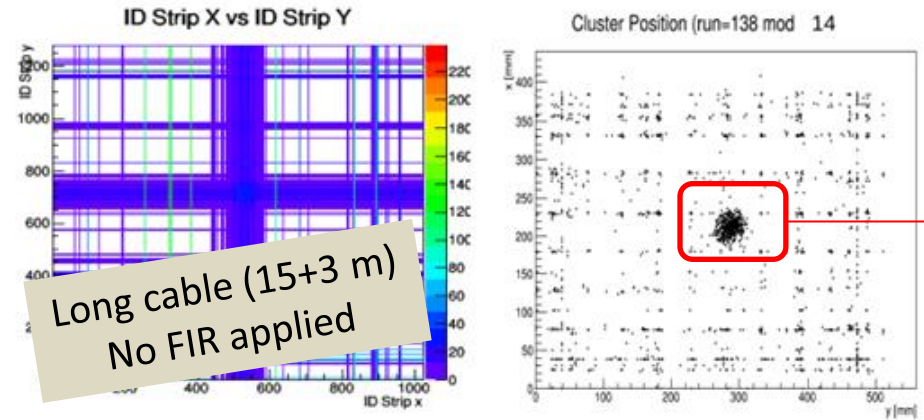 ID Strip X vs ID Strip Y
ID Strip y
1200
1000
800
600
400
220
200
180
160
140
120
100
80
60
40
20
0
Long cable (15+3 m)
No FIR applied
200 400 600 800 1000
ID Strip x
Cluster Position (run=138 mod 14
x [mm]
400
350
300
250
200
150
100
50
0
0 100 200 300 400 500
y [mm]